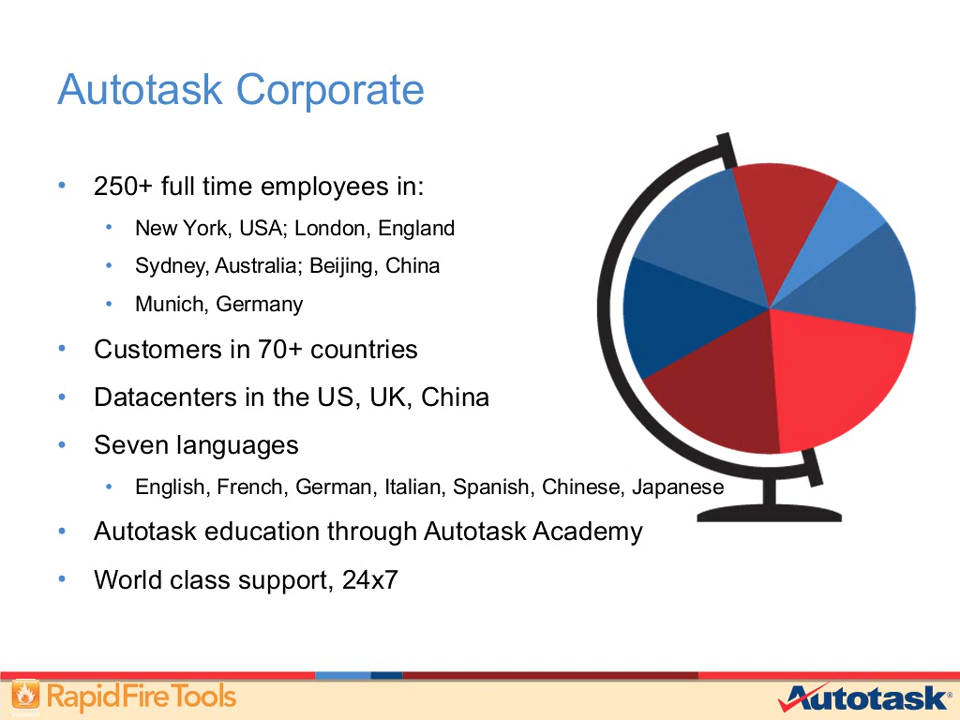 Autotask Corporate
• 250+ full time employees in:
• New York, USA; London, England
• Sydney, Australia; Beijing, China
• Munich, Germany
• Customers in 70+ countries
• Datacenters in the US, UK, China
• Seven languages
• English, French, German, Italian, Spanish, Chinese, Japanese
• Autotask education through Autotask Academy
• World class support, 24x7
RapidFireTools
Autotask®